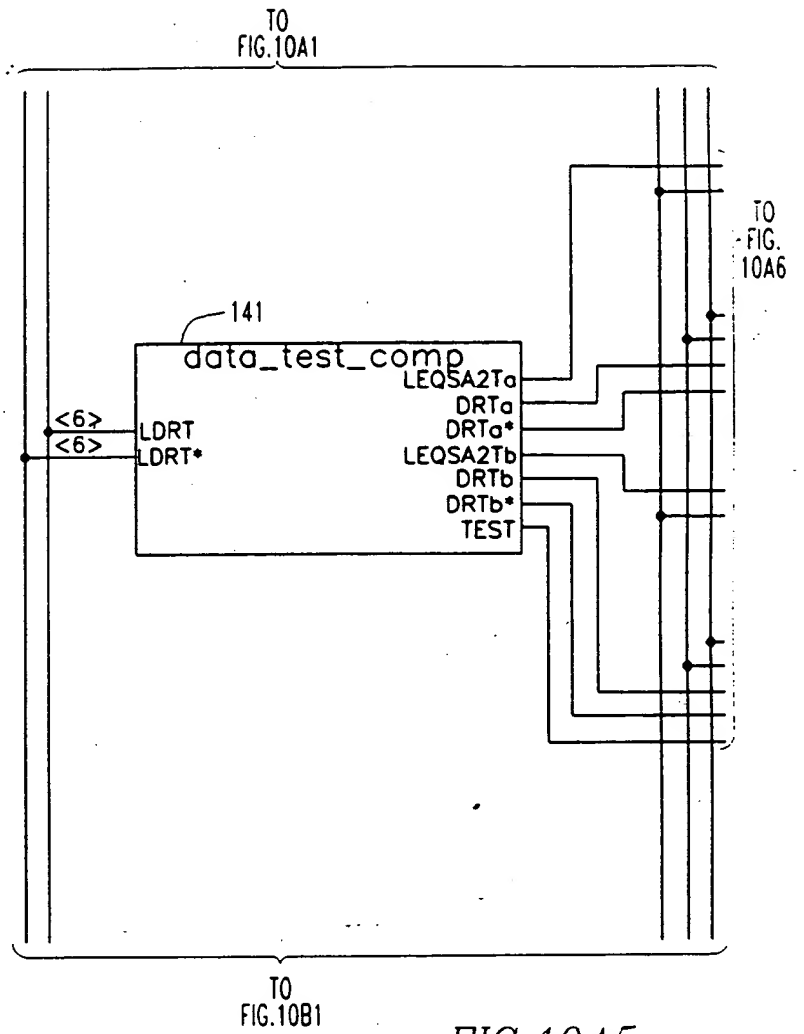 TO
FIG.10A1
TO
FIG.
10A6
141
data_test_comp
LEQSA2Ta
DRTa
<6>
LDRT
DRTa*
<6>
LDRT*
LEQSA2Tb
DRTb
DRTb*
TEST
TO
FIG.10B1
FIG.10A5